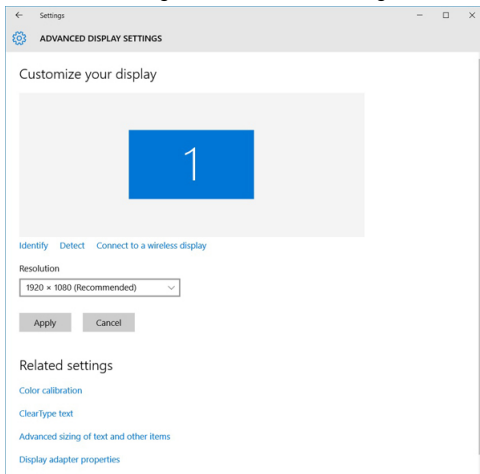 Settings
ADVANCED DISPLAY SETTINGS
Customize your display
1
Identify Detect Connect to a wireless display
Resolution
1920 × 1080 (Recommended)
Apply Cancel
Related settings
Color calibration
ClearType text
Advanced sizing of text and other items
Display adapter properties